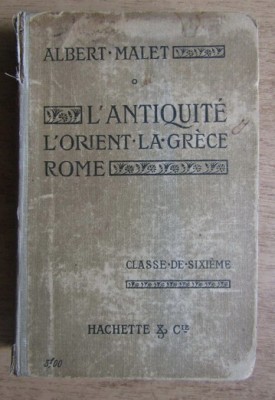 ALBERT·MALET
L'ANTIQUITÉ
L'ORIENT·LA·GRÈCE
ROME
CLASSE·DE·SIXIÈME
HACHETTE & Cie